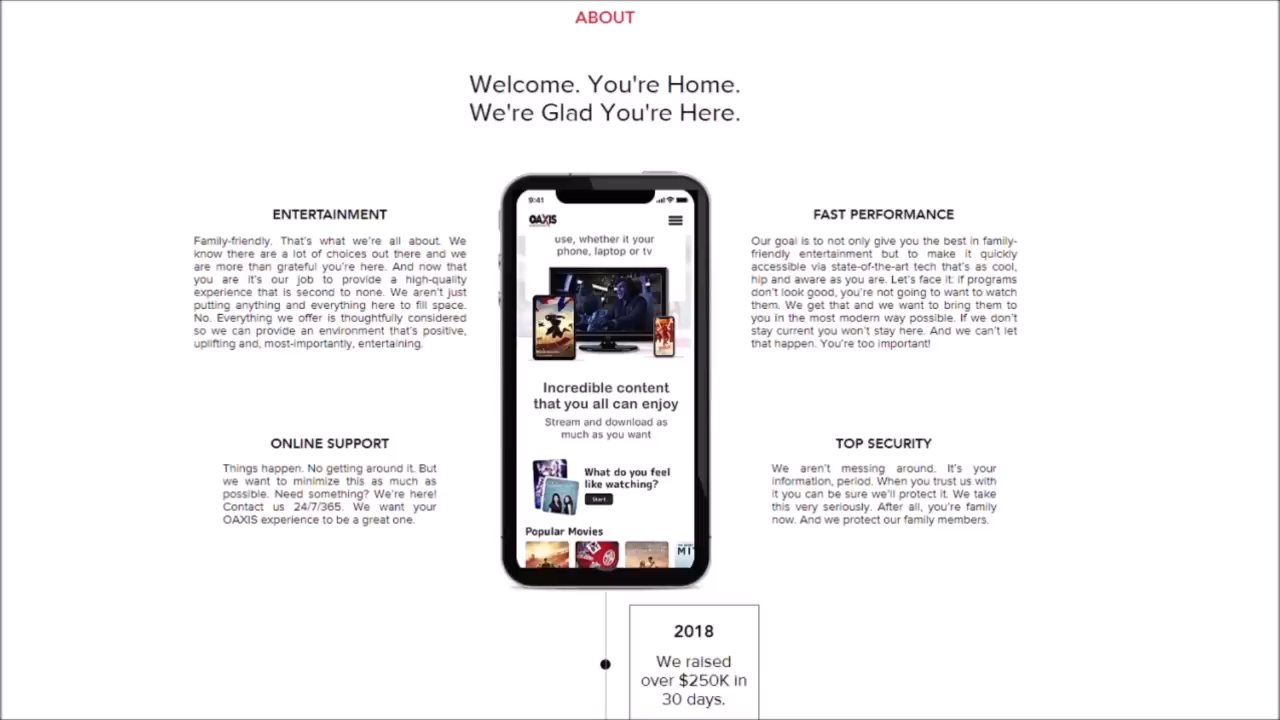 ABOUT
Welcome. You're Home.
We're Glad You're Here.
ENTERTAINMENT
Family-friendly. That's what we're all about. We
know there are a lot of choices out there and we
are more than grateful you're here. And now that
you are it's our job to provide a high-quality
experience that is second to none. We aren't just
putting anything and everything here to fill space.
No. Everything we offer is thoughtfully considered
so we can provide an environment that's positive,
uplifting and, most-importantly, entertaining.
ONLINE SUPPORT
Things happen. No getting around it. But
we want to minimize this as much as
possible. Need something? We're here!
Contact us 24/7/365. We want your
OAXIS experience to be a great one.
9:41
OAXIS
use, whether it your
phone, laptop or tv
Incredible content
that you all can enjoy
Stream and download as
much as you want
What do you feel
like watching?
Start
Popular Movies
MI
FAST PERFORMANCE
Our goal is to not only give you the best in family-
friendly entertainment but to make it quickly
accessible via state-of-the-art tech that's as cool,
hip and aware as you are. Let's face it: if programs
don't look good, you're not going to want to watch
them. We get that and we want to bring them to
you in the most modern way possible. If we don't
stay current you won't stay here. And we can't let
that happen. You're too important!
TOP SECURITY
We aren't messing around. It's your
information, period. When you trust us with
it you can be sure we'll protect it. We take
this very seriously. After all, you're family
now. And we protect our family members.
2018
We raised
over $250K in
30 days.